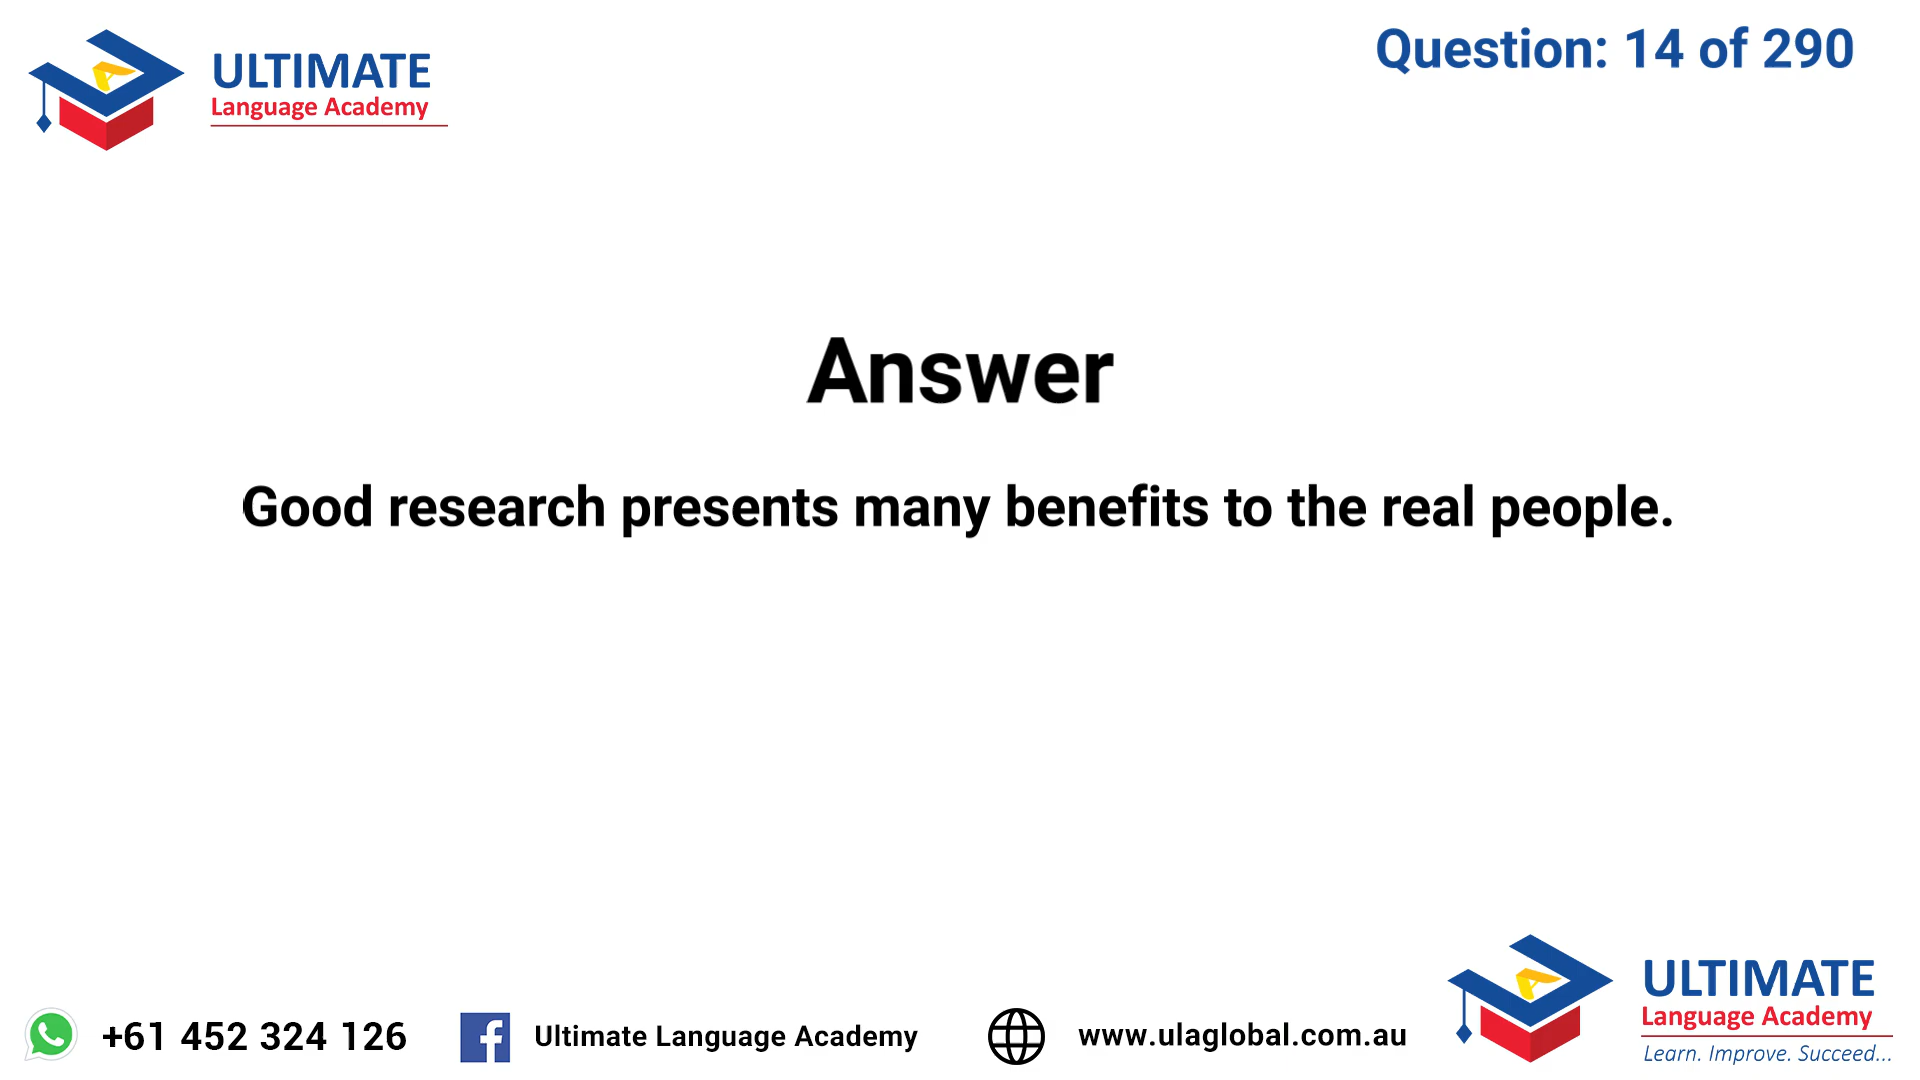 ULTIMATE
Language Academy
Question: 14 of 290
Answer
Good research presents many benefits to the real people.
+61 452 324 126
Ultimate Language Academy
www.ulaglobal.com.au
ULTIMATE
Language Academy
Learn. Improve. Succeed...